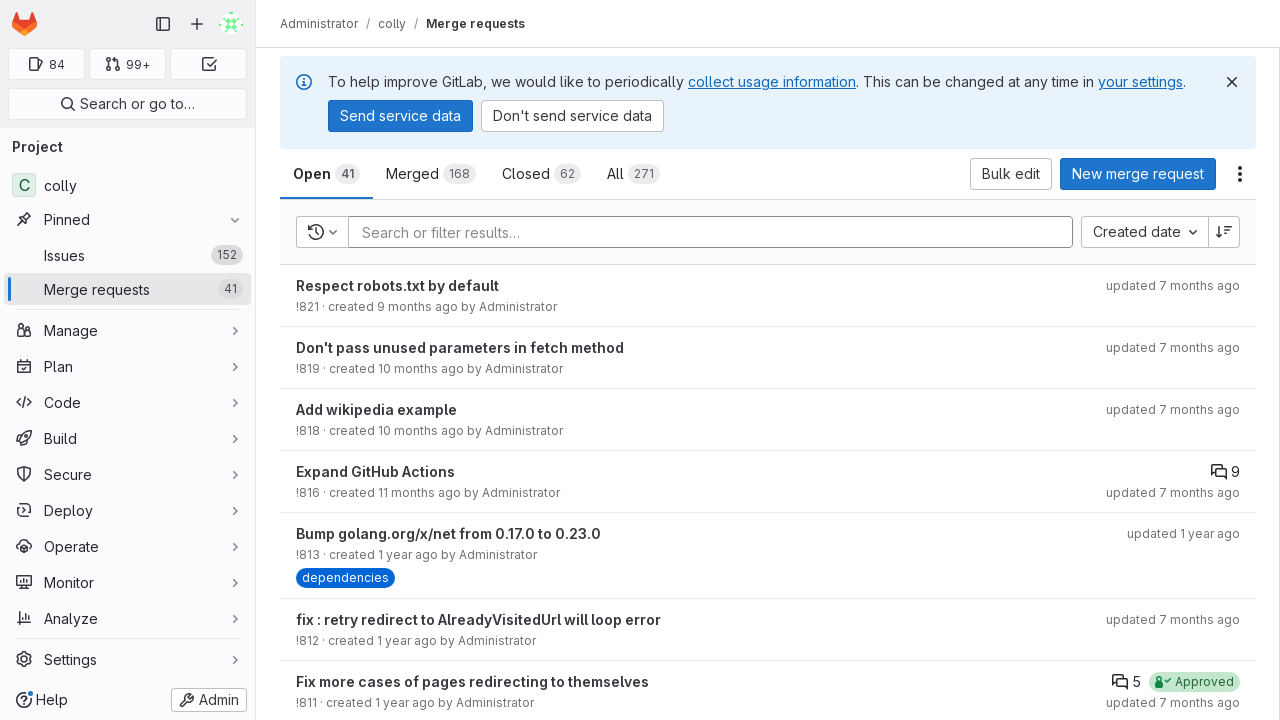 Administrator / colly / Merge requests
84
99+
Search or go to…
Project
C colly
Pinned
Issues 152
Merge requests 41
Manage
Plan
Code
Build
Secure
Deploy
Operate
Monitor
Analyze
Settings
Help
Admin
To help improve GitLab, we would like to periodically collect usage information. This can be changed at any time in your settings.
Send service data
Don't send service data
Open 41
Merged 168
Closed 62
All 271
Bulk edit
New merge request
Search or filter results…
Created date
Respect robots.txt by default
updated 7 months ago
!821 · created 9 months ago by Administrator
Don't pass unused parameters in fetch method
updated 7 months ago
!819 · created 10 months ago by Administrator
Add wikipedia example
updated 7 months ago
!818 · created 10 months ago by Administrator
Expand GitHub Actions
9
!816 · created 11 months ago by Administrator
updated 7 months ago
Bump golang.org/x/net from 0.17.0 to 0.23.0
updated 1 year ago
!813 · created 1 year ago by Administrator
dependencies
fix : retry redirect to AlreadyVisitedUrl will loop error
updated 7 months ago
!812 · created 1 year ago by Administrator
Fix more cases of pages redirecting to themselves
5 Approved
!811 · created 1 year ago by Administrator
updated 7 months ago